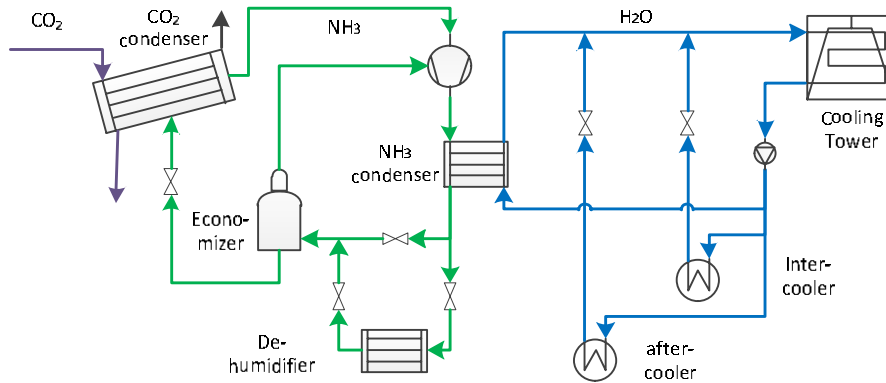 CO₂
CO₂
condenser
NH₃
H₂O
Cooling
Tower
NH₃
condenser
Econo-
mizer
Inter-
cooler
De-
humidifier
after-
cooler